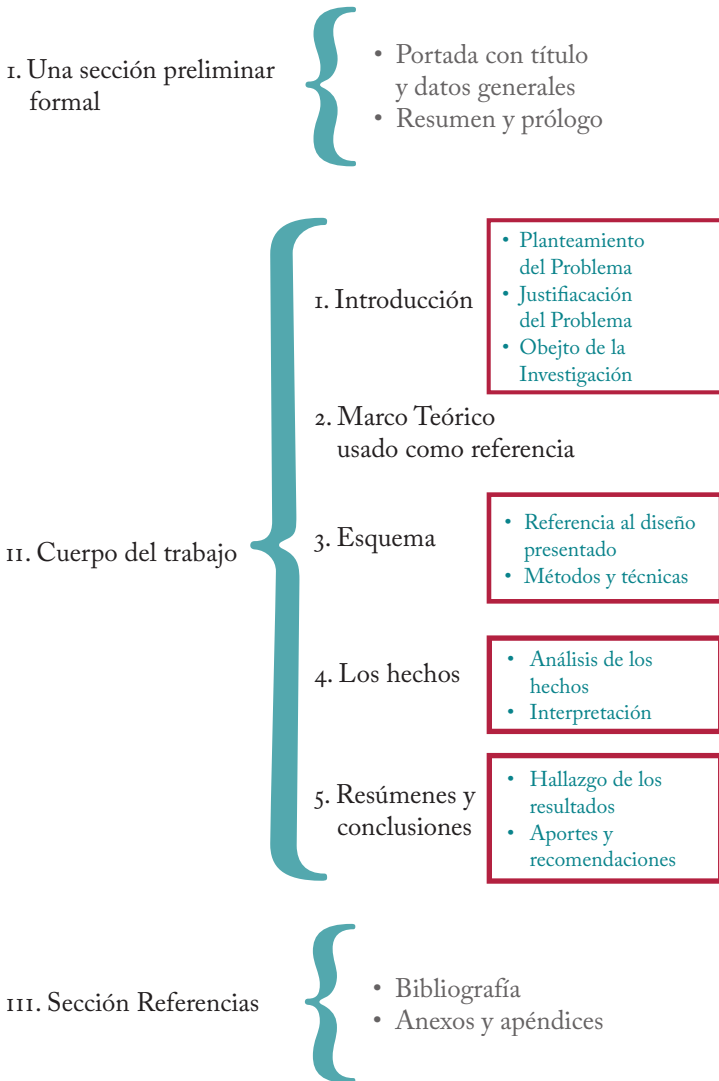 I. Una sección preliminar
formal
• Portada con título
y datos generales
• Resumen y prólogo
II. Cuerpo del trabajo
1. Introducción
• Planteamiento
del Problema
• Justifiacación
del Problema
• Obejto de la
Investigación
2. Marco Teórico
usado como referencia
3. Esquema
• Referencia al diseño
presentado
• Métodos y técnicas
4. Los hechos
• Análisis de los
hechos
• Interpretación
5. Resúmenes y
conclusiones
• Hallazgo de los
resultados
• Aportes y
recomendaciones
III. Sección Referencias
• Bibliografía
• Anexos y apéndices